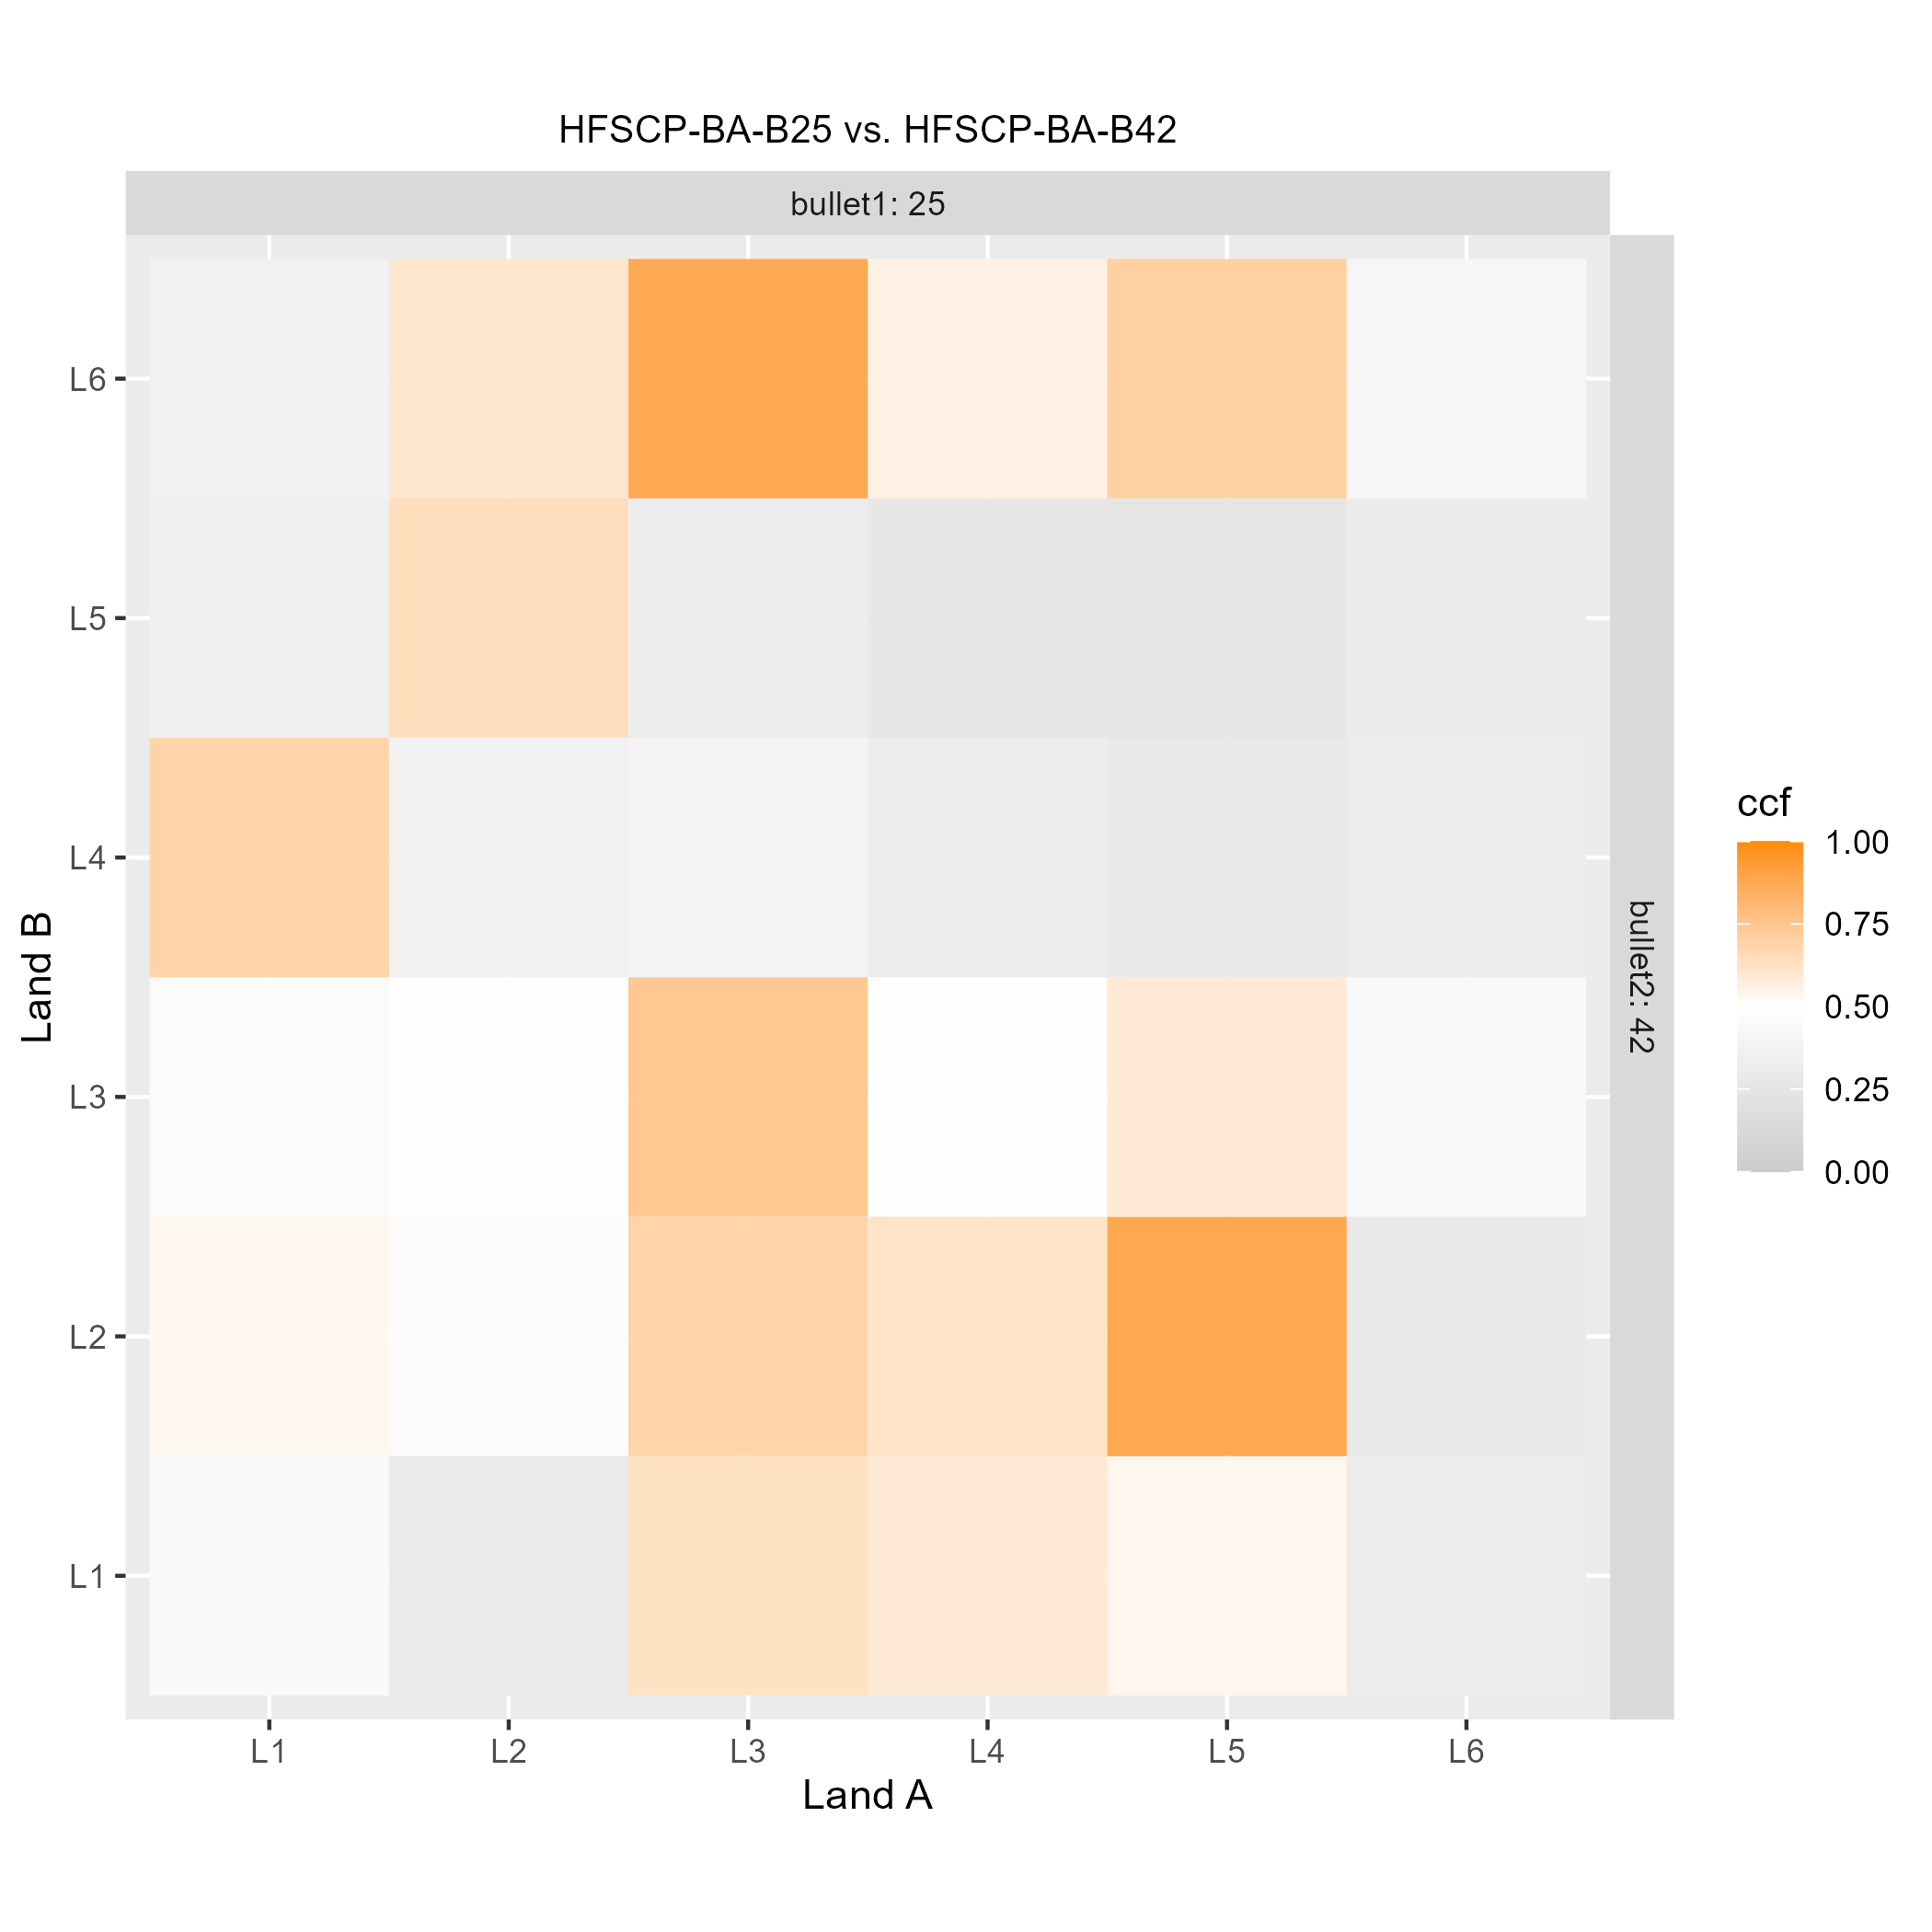 HFSCP-BA-B25 vs. HFSCP-BA-B42
bullet1: 25
L6
L5
L4
L3
L2
L1
Land B
bullet2: 42
L1 L2 L3 L4 L5 L6
Land A
ccf
1.00
0.75
0.50
0.25
0.00